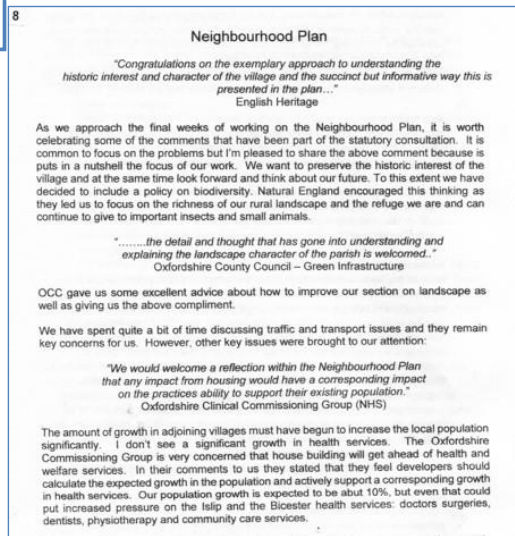 8
Neighbourhood Plan
"Congratulations on the exemplary approach to understanding the
historic interest and character of the village and the succinct but informative way this is
presented in the plan…"
English Heritage
As we approach the final weeks of working on the Neighbourhood Plan, it is worth
celebrating some of the comments that have been part of the statutory consultation. It is
common to focus on the problems but I'm pleased to share the above comment because is
puts in a nutshell the focus of our work. We want to preserve the historic interest of the
village and at the same time look forward and think about our future. To this extent we have
decided to include a policy on biodiversity. Natural England encouraged this thinking as
they led us to focus on the richness of our rural landscape and the refuge we are and can
continue to give to important insects and small animals.
"........the detail and thought that has gone into understanding and
explaining the landscape character of the parish is welcomed.."
Oxfordshire County Council – Green Infrastructure
OCC gave us some excellent advice about how to improve our section on landscape as
well as giving us the above compliment.
We have spent quite a bit of time discussing traffic and transport issues and they remain
key concerns for us. However, other key issues were brought to our attention:
"We would welcome a reflection within the Neighbourhood Plan
that any impact from housing would have a corresponding impact
on the practices ability to support their existing population."
Oxfordshire Clinical Commissioning Group (NHS)
The amount of growth in adjoining villages must have begun to increase the local population
significantly. I don't see a significant growth in health services. The Oxfordshire
Commissioning Group is very concerned that house building will get ahead of health and
welfare services. In their comments to us they stated that they feel developers should
calculate the expected growth in the population and actively support a corresponding growth
in health services. Our population growth is expected to be abut 10%, but even that could
put increased pressure on the Islip and the Bicester health services: doctors surgeries,
dentists, physiotherapy and community care services.